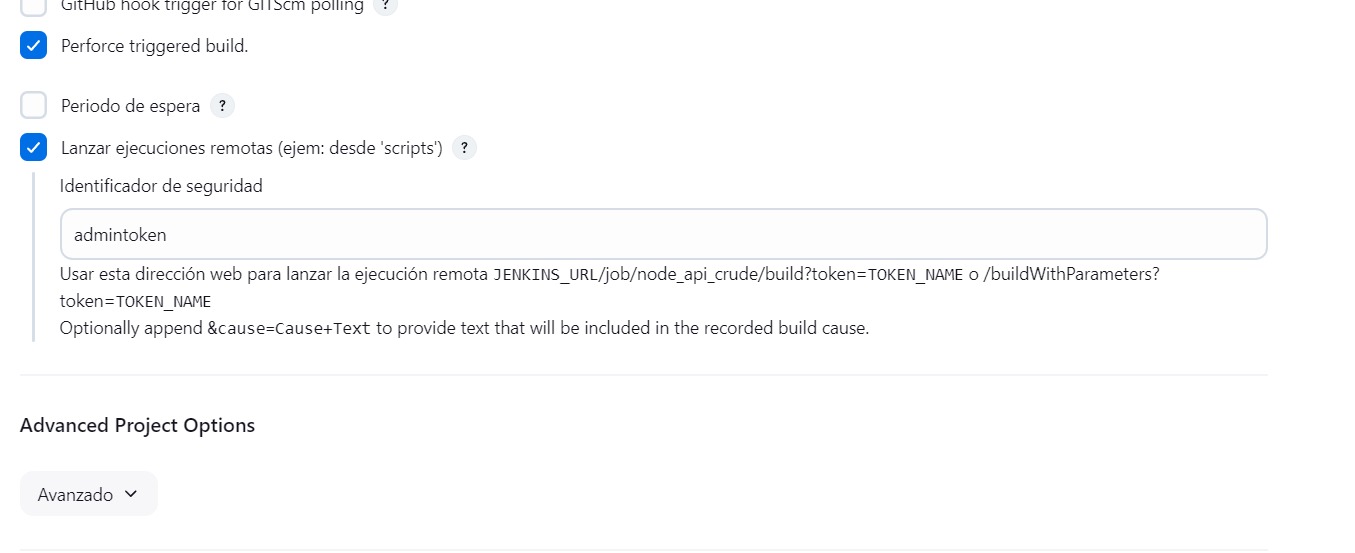 GitHub hook trigger for GITScm polling ?
Perforce triggered build.
Periodo de espera ?
Lanzar ejecuciones remotas (ejem: desde 'scripts') ?
Identificador de seguridad
admintoken
Usar esta dirección web para lanzar la ejecución remota JENKINS_URL/job/node_api_crude/build?token=TOKEN_NAME o /buildWithParameters?
token=TOKEN_NAME
Optionally append &cause=Cause+Text to provide text that will be included in the recorded build cause.
Advanced Project Options
Avanzado